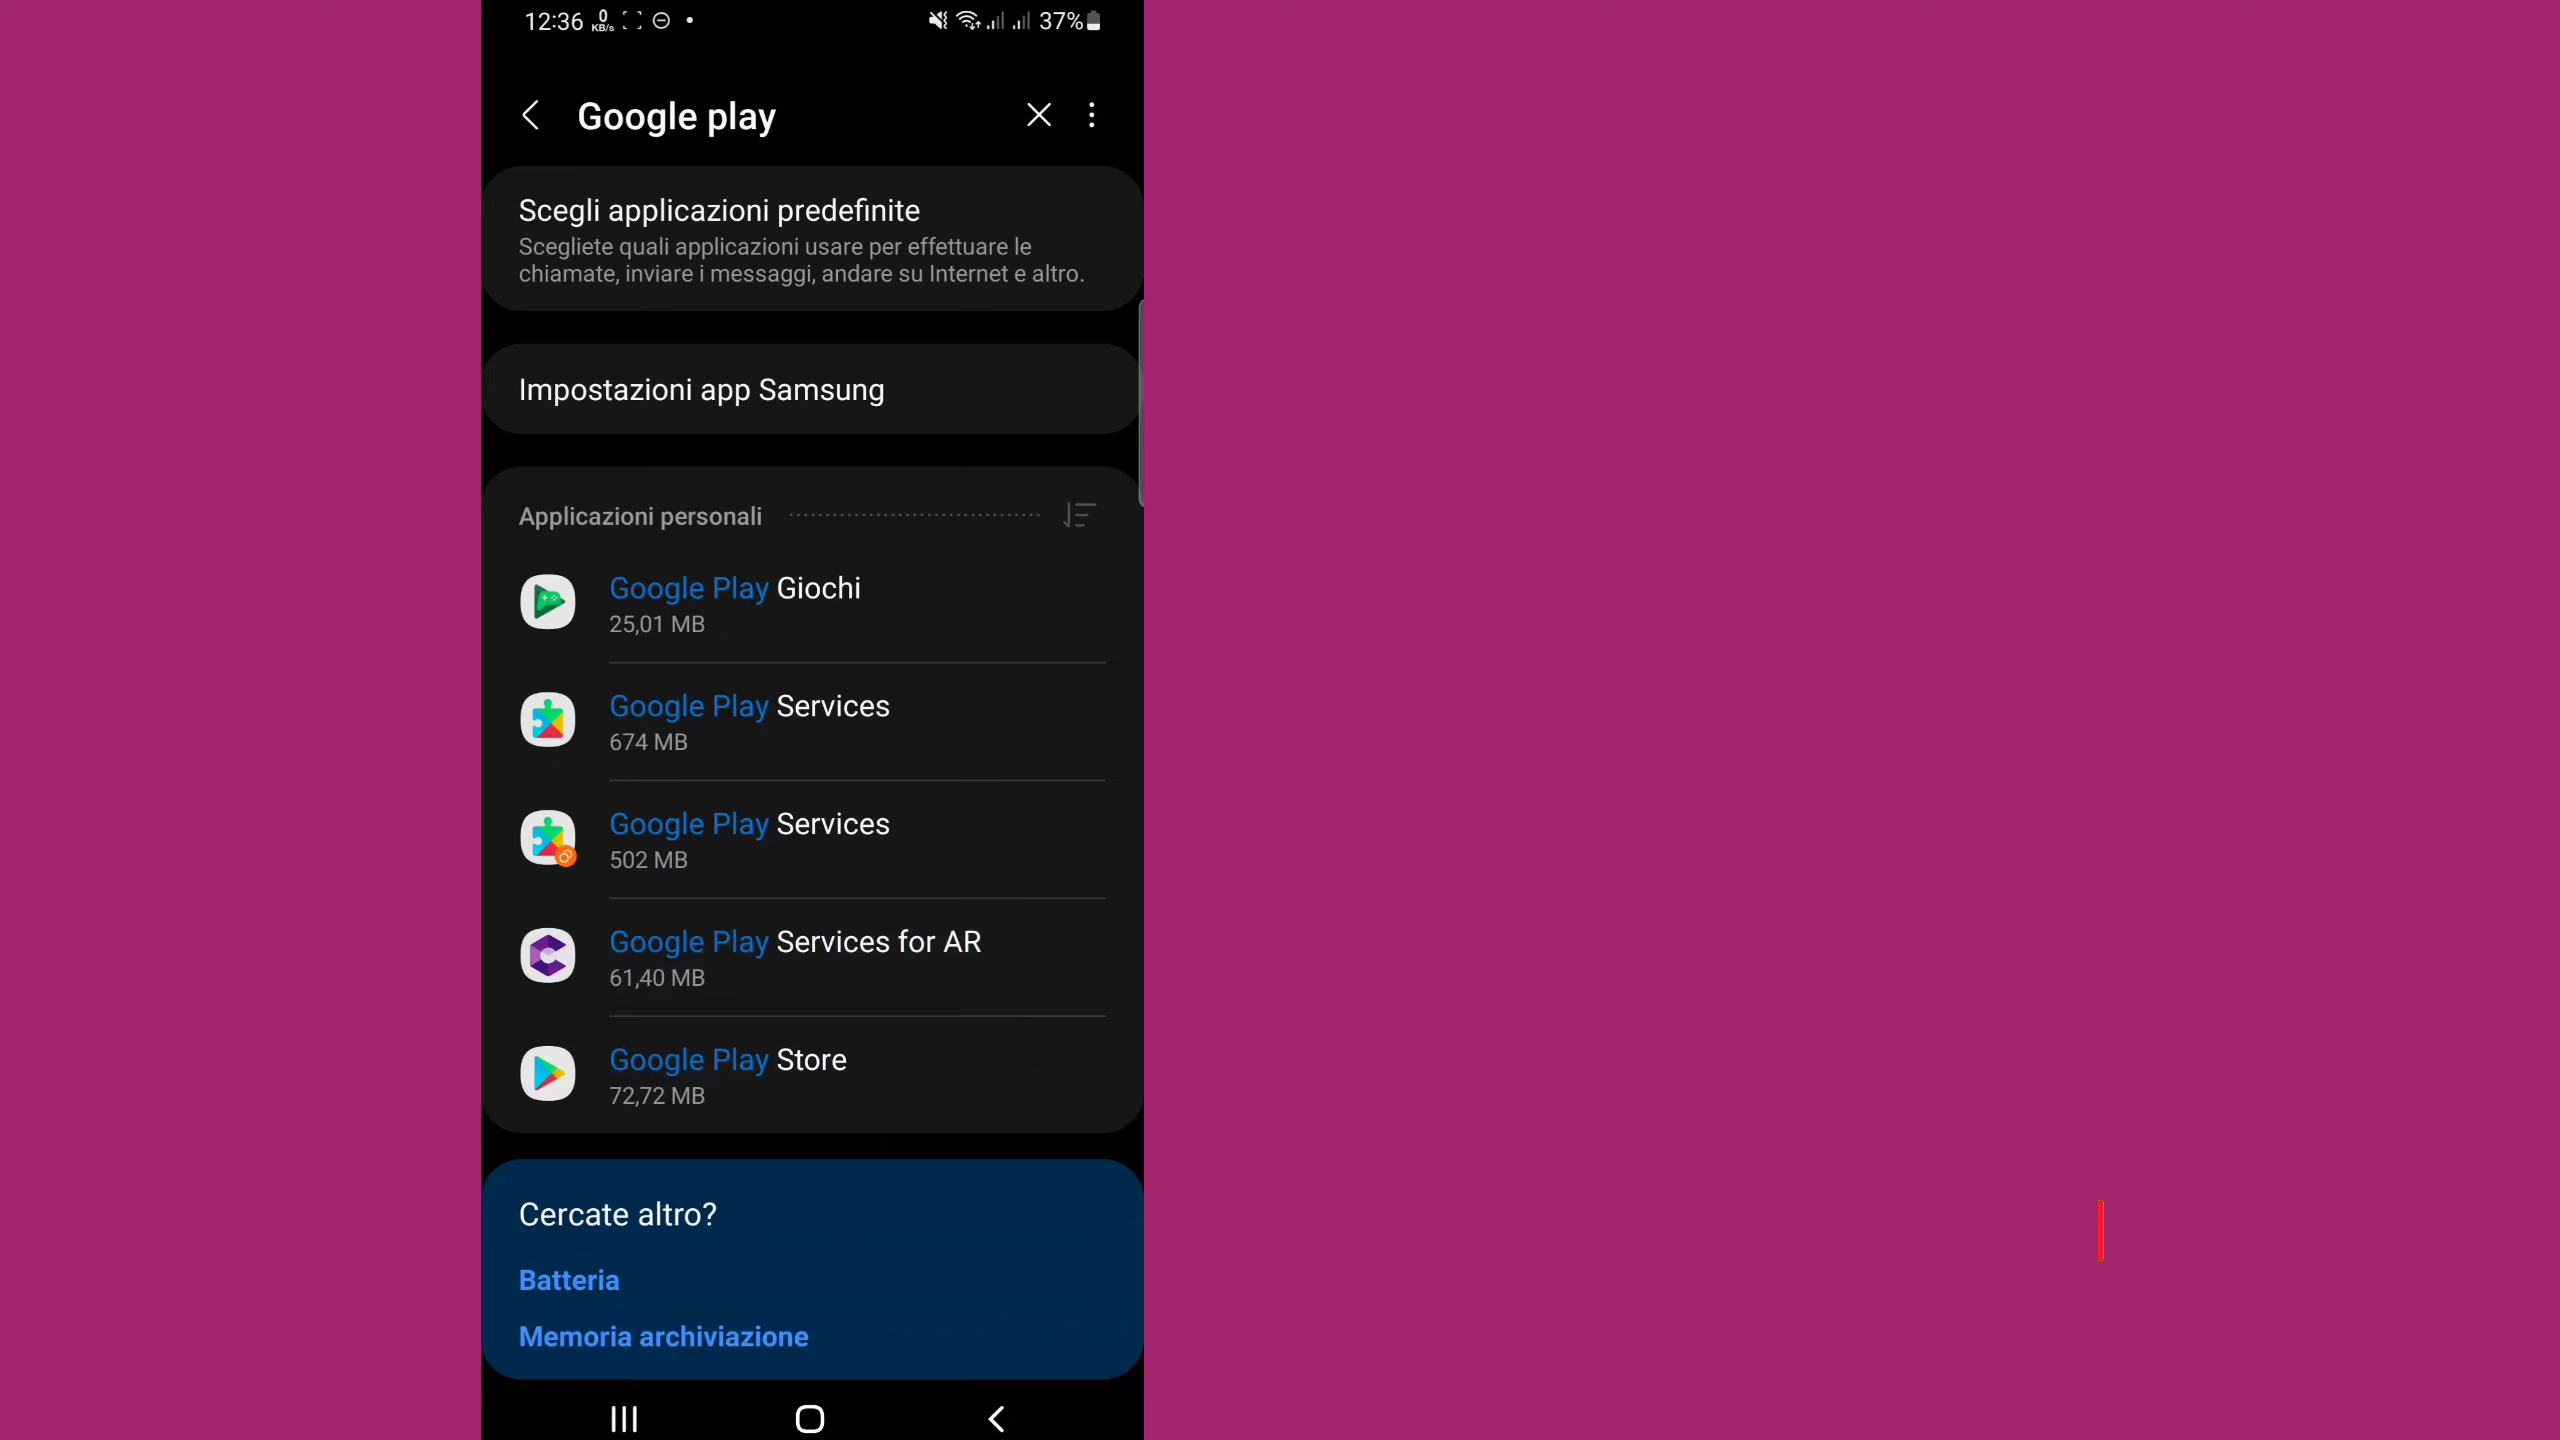 12:36 0 KB/s 37%
Google play
Scegli applicazioni predefinite
Scegliete quali applicazioni usare per effettuare le
chiamate, inviare i messaggi, andare su Internet e altro.
Impostazioni app Samsung
Applicazioni personali
Google Play Giochi
25,01 MB
Google Play Services
674 MB
Google Play Services
502 MB
Google Play Services for AR
61,40 MB
Google Play Store
72,72 MB
Cercate altro?
Batteria
Memoria archiviazione